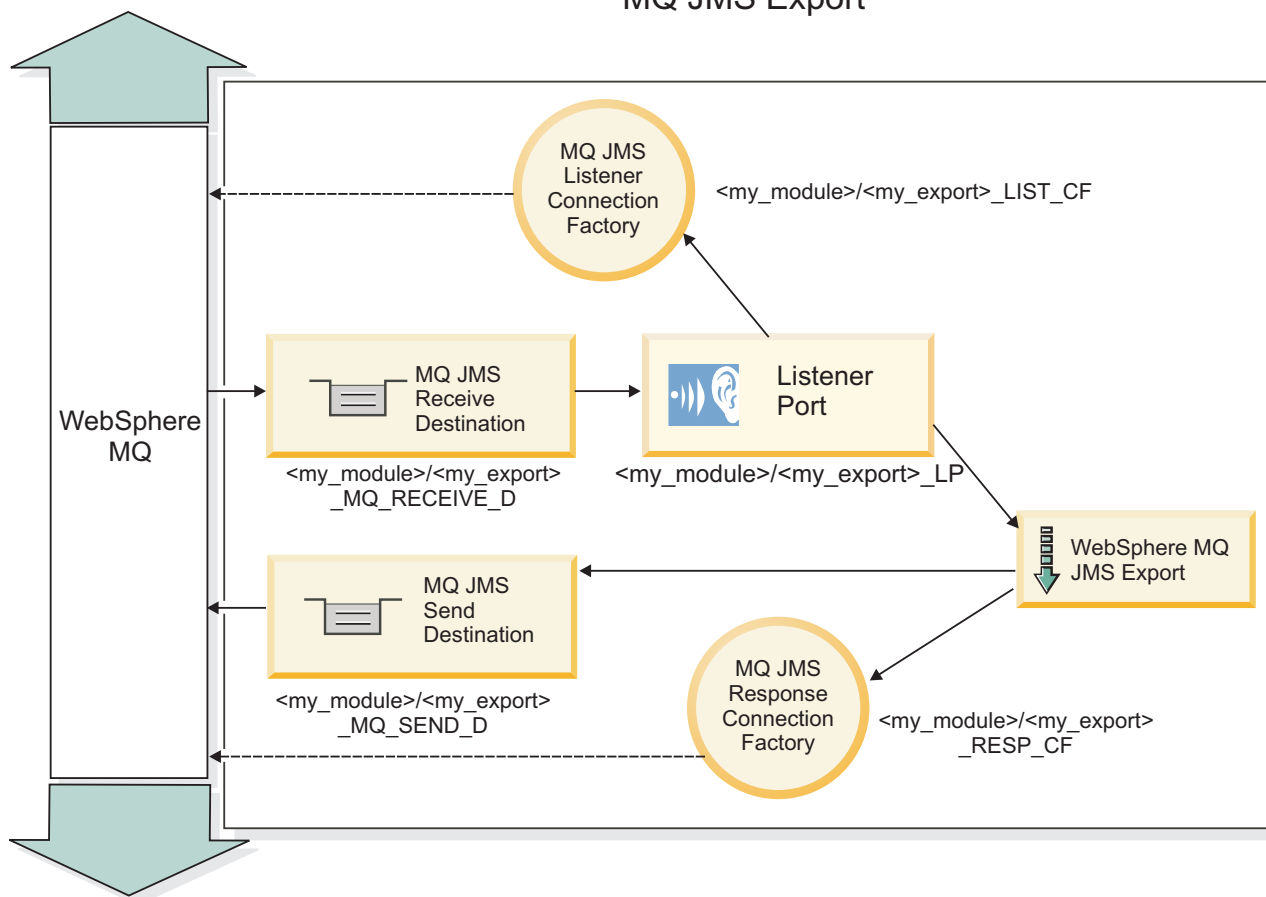 MQ JMS Export
MQ JMS
Listener
Connection
Factory
<my_module>/<my_export>_LIST_CF
WebSphere
MQ
MQ JMS
Receive
Destination
<my_module>/<my_export>
_MQ_RECEIVE_D
Listener
Port
<my_module>/<my_export>_LP
WebSphere MQ
JMS Export
MQ JMS
Send
Destination
<my_module>/<my_export>
_MQ_SEND_D
MQ JMS
Response
Connection
Factory
<my_module>/<my_export>
_RESP_CF